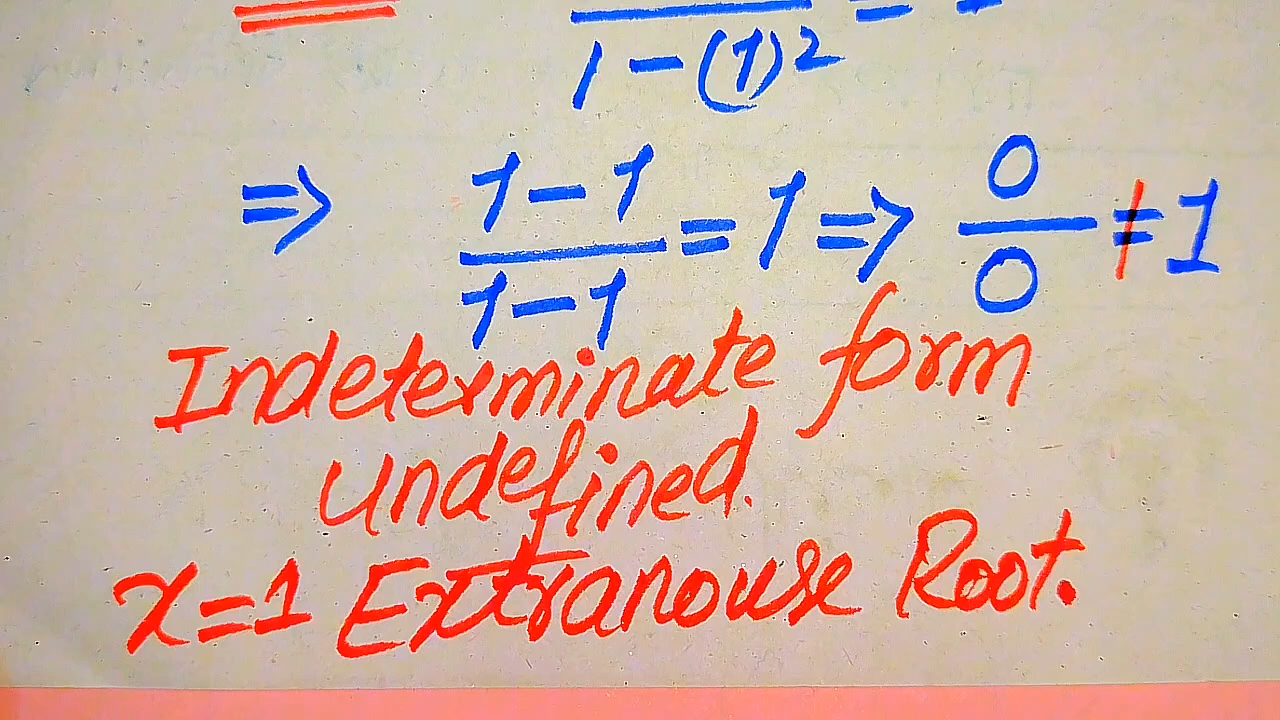 1-(1)²
⇒ 1-1/1-1 = 1 ⇒ 0/0 ≠ 1
Indeterminate form
undefined.
x=1 Extranouse Root.